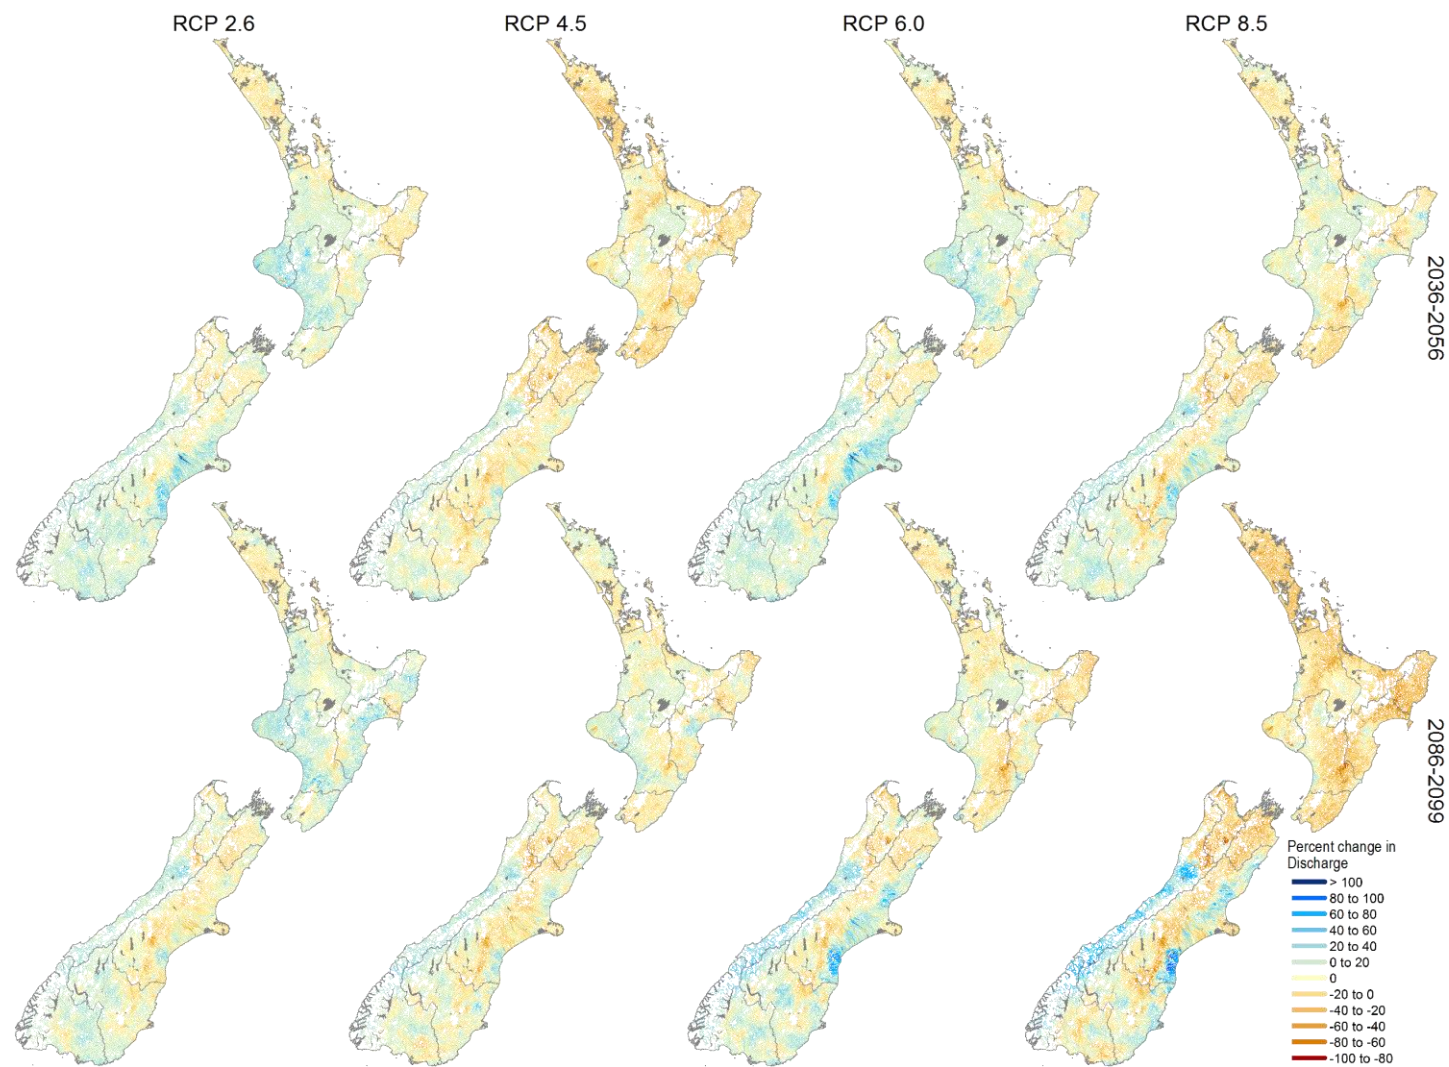 RCP 2.6
RCP 4.5
RCP 6.0
RCP 8.5
2036-2056
2086-2099
Percent change in
Discharge
> 100
80 to 100
60 to 80
40 to 60
20 to 40
0 to 20
0
-20 to 0
-40 to -20
-60 to -40
-80 to -60
-100 to -80